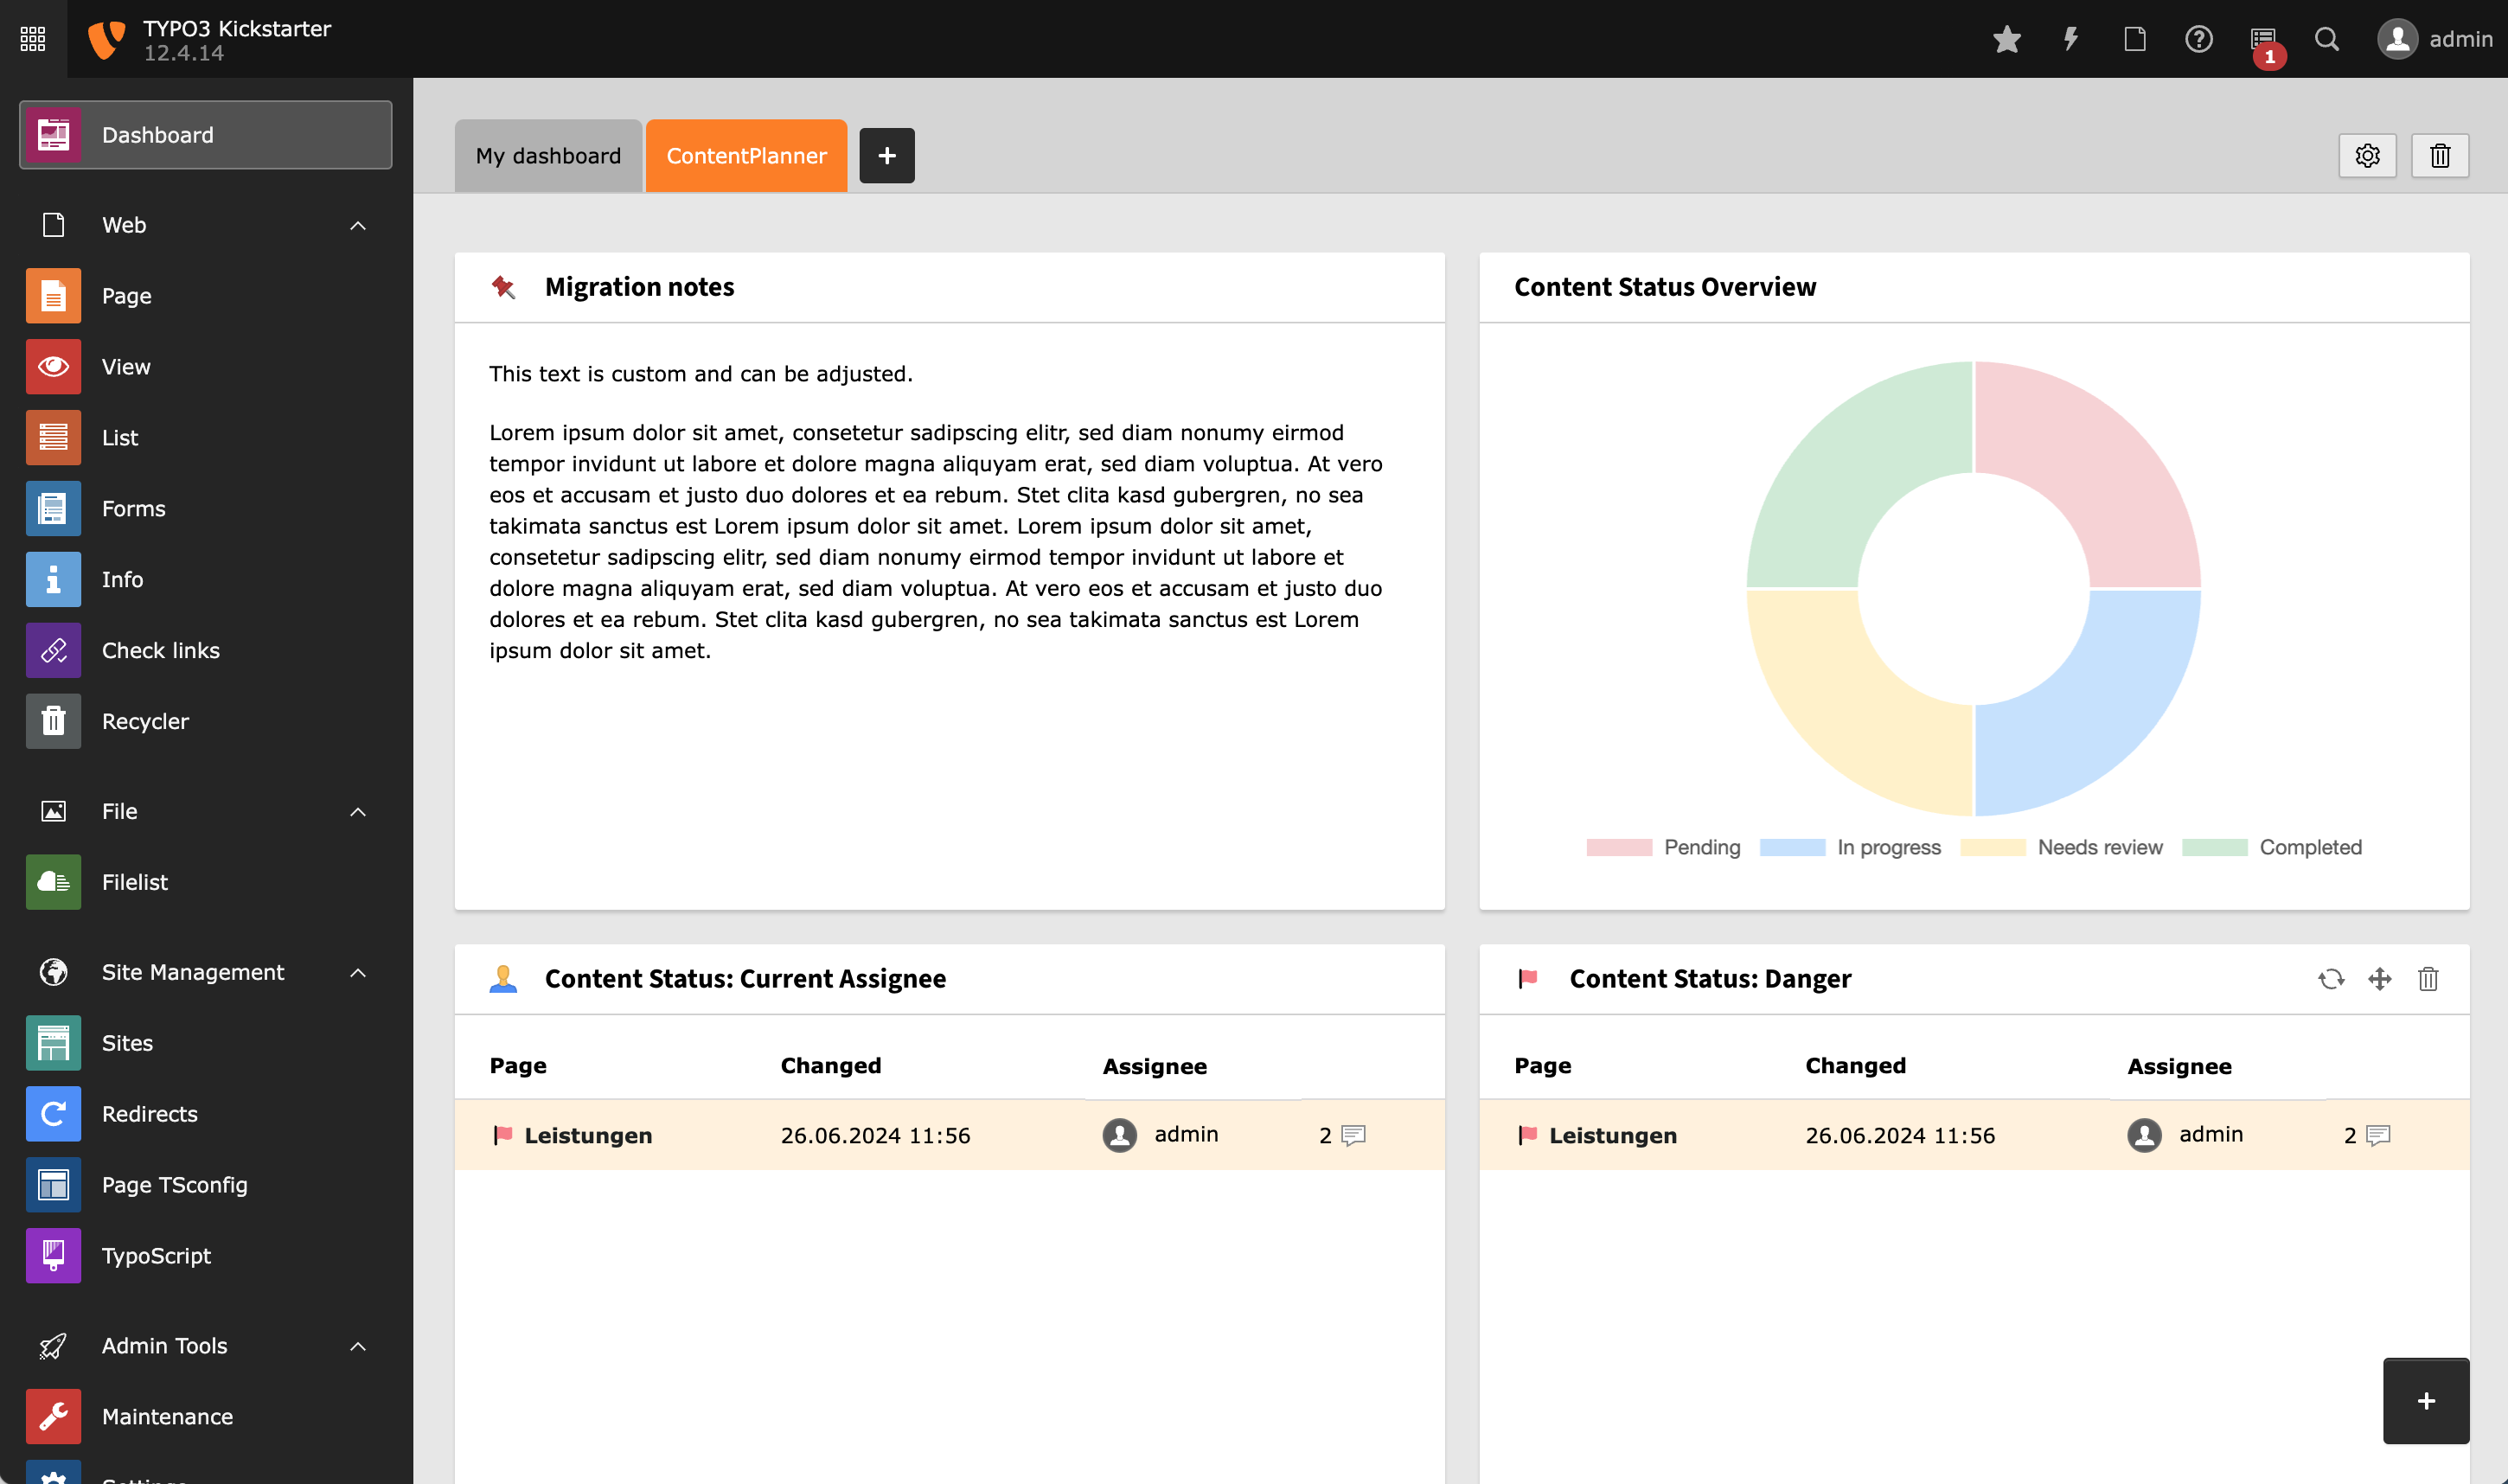 TYPO3 Kickstarter
12.4.14
1
admin
Dashboard
Web
Page
View
List
Forms
Info
Check links
Recycler
File
Filelist
Site Management
Sites
Redirects
Page TSconfig
TypoScript
Admin Tools
Maintenance
My dashboard
ContentPlanner
+
Migration notes
This text is custom and can be adjusted.
Lorem ipsum dolor sit amet, consetetur sadipscing elitr, sed diam nonumy eirmod
tempor invidunt ut labore et dolore magna aliquyam erat, sed diam voluptua. At vero
eos et accusam et justo duo dolores et ea rebum. Stet clita kasd gubergren, no sea
takimata sanctus est Lorem ipsum dolor sit amet. Lorem ipsum dolor sit amet,
consetetur sadipscing elitr, sed diam nonumy eirmod tempor invidunt ut labore et
dolore magna aliquyam erat, sed diam voluptua. At vero eos et accusam et justo duo
dolores et ea rebum. Stet clita kasd gubergren, no sea takimata sanctus est Lorem
ipsum dolor sit amet.
Content Status Overview
Pending
In progress
Needs review
Completed
Content Status: Current Assignee
Page Changed Assignee
Leistungen 26.06.2024 11:56 admin 2
Content Status: Danger
Page Changed Assignee
Leistungen 26.06.2024 11:56 admin 2
+